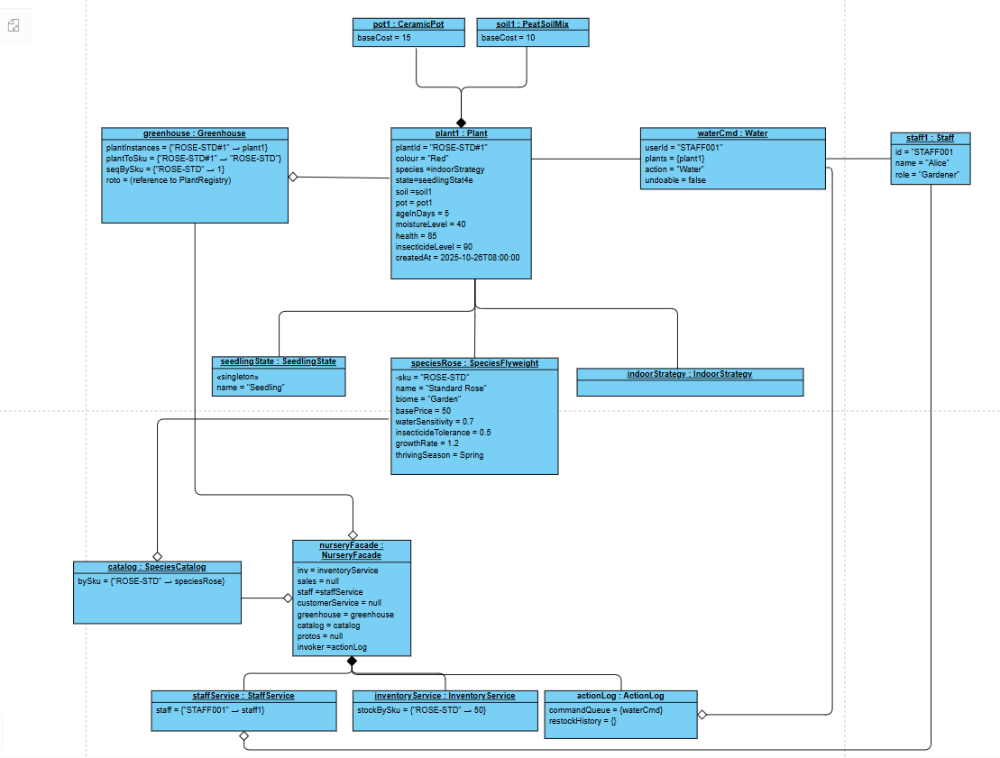 pot1 : CeramicPot
baseCost = 15
soil1 : PeatSoilMix
baseCost = 10
greenhouse : Greenhouse
plantInstances = {"ROSE-STD#1" → plant1}
plantToSku = {"ROSE-STD#1" → "ROSE-STD"}
seqBySku = {"ROSE-STD" → 1}
roto = (reference to PlantRegistry)
plant1 : Plant
plantId = "ROSE-STD#1"
colour = "Red"
species =indoorStrategy
state=seedlingStat4e
soil =soil1
pot = pot1
ageInDays = 5
moistureLevel = 40
health = 85
insecticideLevel = 90
createdAt = 2025-10-26T08:00:00
waterCmd : Water
userId = "STAFF001"
plants = {plant1}
action = "Water"
undoable = false
staff1 : Staff
id = "STAFF001
name = "Alice"
role = "Gardener"
seedlingState : SeedlingState
«singleton»
name = "Seedling"
speciesRose : SpeciesFlyweight
-sku = "ROSE-STD"
name = "Standard Rose"
biome = "Garden"
basePrice = 50
waterSensitivity = 0.7
insecticideTolerance = 0.5
growthRate = 1.2
thrivingSeason = Spring
indoorStrategy : IndoorStrategy
catalog : SpeciesCatalog
bySku = {"ROSE-STD" → speciesRose}
nurseryFacade :
NurseryFacade
inv = inventoryService
sales = null
staff =staffService
customerService = null
greenhouse = greenhouse
catalog = catalog
protos = null
invoker =actionLog
staffService : StaffService
staff = {"STAFF001" → staff1}
inventoryService : InventoryService
stockBySku = {"ROSE-STD" → 50}
actionLog : ActionLog
commandQueue = {waterCmd}
restockHistory = {}